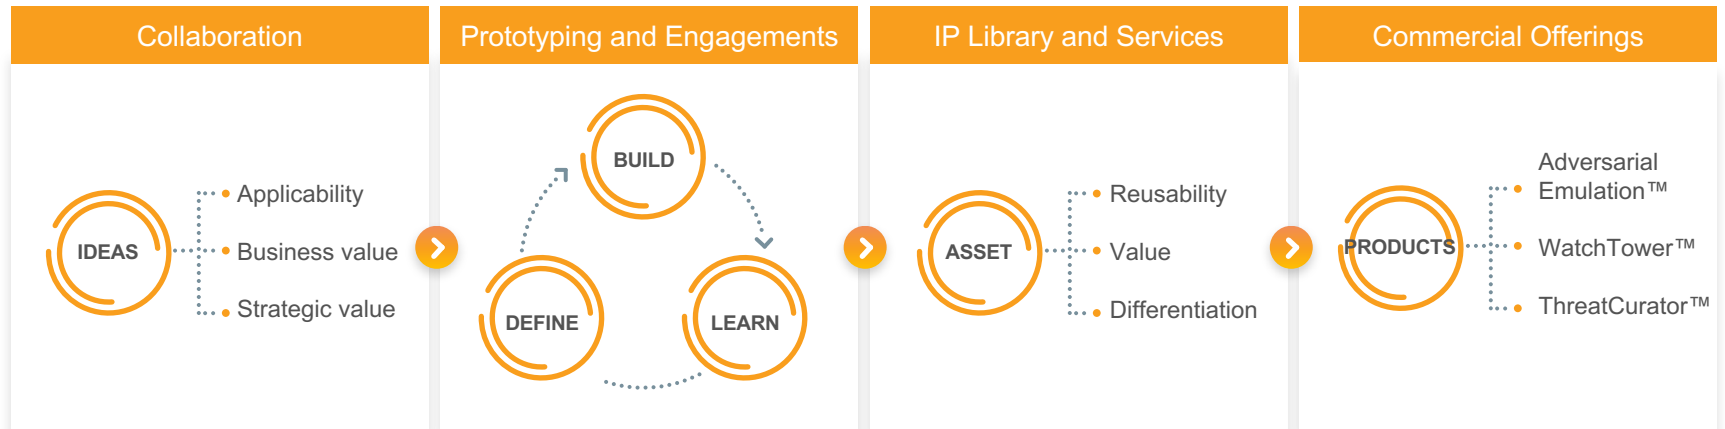 Collaboration
Prototyping and Engagements
IP Library and Services
Commercial Offerings
IDEAS
Applicability
Business value
Strategic value
BUILD
DEFINE
LEARN
ASSET
Reusability
Value
Differentiation
PRODUCTS
Adversarial
Emulation™
WatchTower™
ThreatCurator™